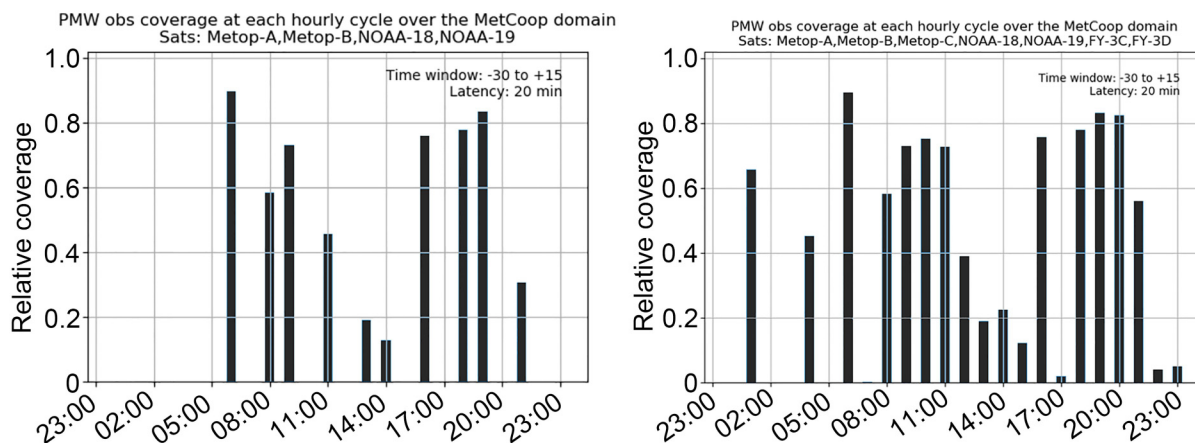 PMW obs coverage at each hourly cycle over the MetCoop domain
Sats: Metop-A,Metop-B,NOAA-18,NOAA-19
Time window: -30 to +15
Latency: 20 min
Relative coverage
1.0
0.8
0.6
0.4
0.2
0
23:00 02:00 05:00 08:00 11:00 14:00 17:00 20:00 23:00
PMW obs coverage at each hourly cycle over the MetCoop domain
Sats: Metop-A,Metop-B,Metop-C,NOAA-18,NOAA-19,FY-3C,FY-3D
Time window: -30 to +15
Latency: 20 min
Relative coverage
1.0
0.8
0.6
0.4
0.2
0
23:00 02:00 05:00 08:00 11:00 14:00 17:00 20:00 23:00